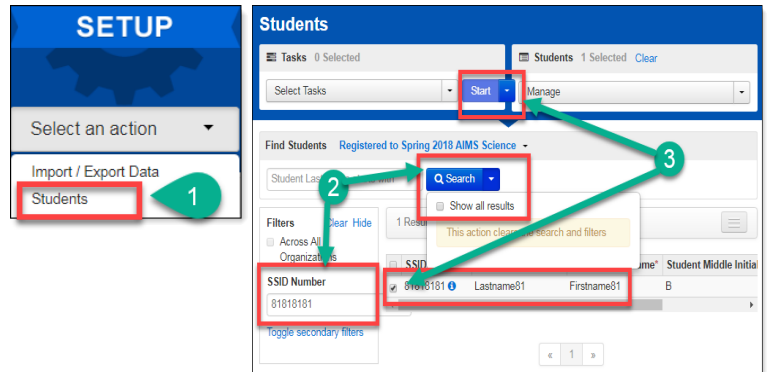 SETUP
Select an action
Import / Export Data
Students
1
Students
Tasks 0 Selected
Students 1 Selected Clear
Select Tasks
Start
Manage
Find Students Registered to Spring 2018 AIMS Science
3
Student
2
Search
Show all results
This action clears search and filters
Filters Clear Hide
Across All
Organizations
1
SSID
Student Middle Initial
SSID Number
81818181
81818181 Lastname81 Firstname81 B
Toggle secondary filters
« 1 »